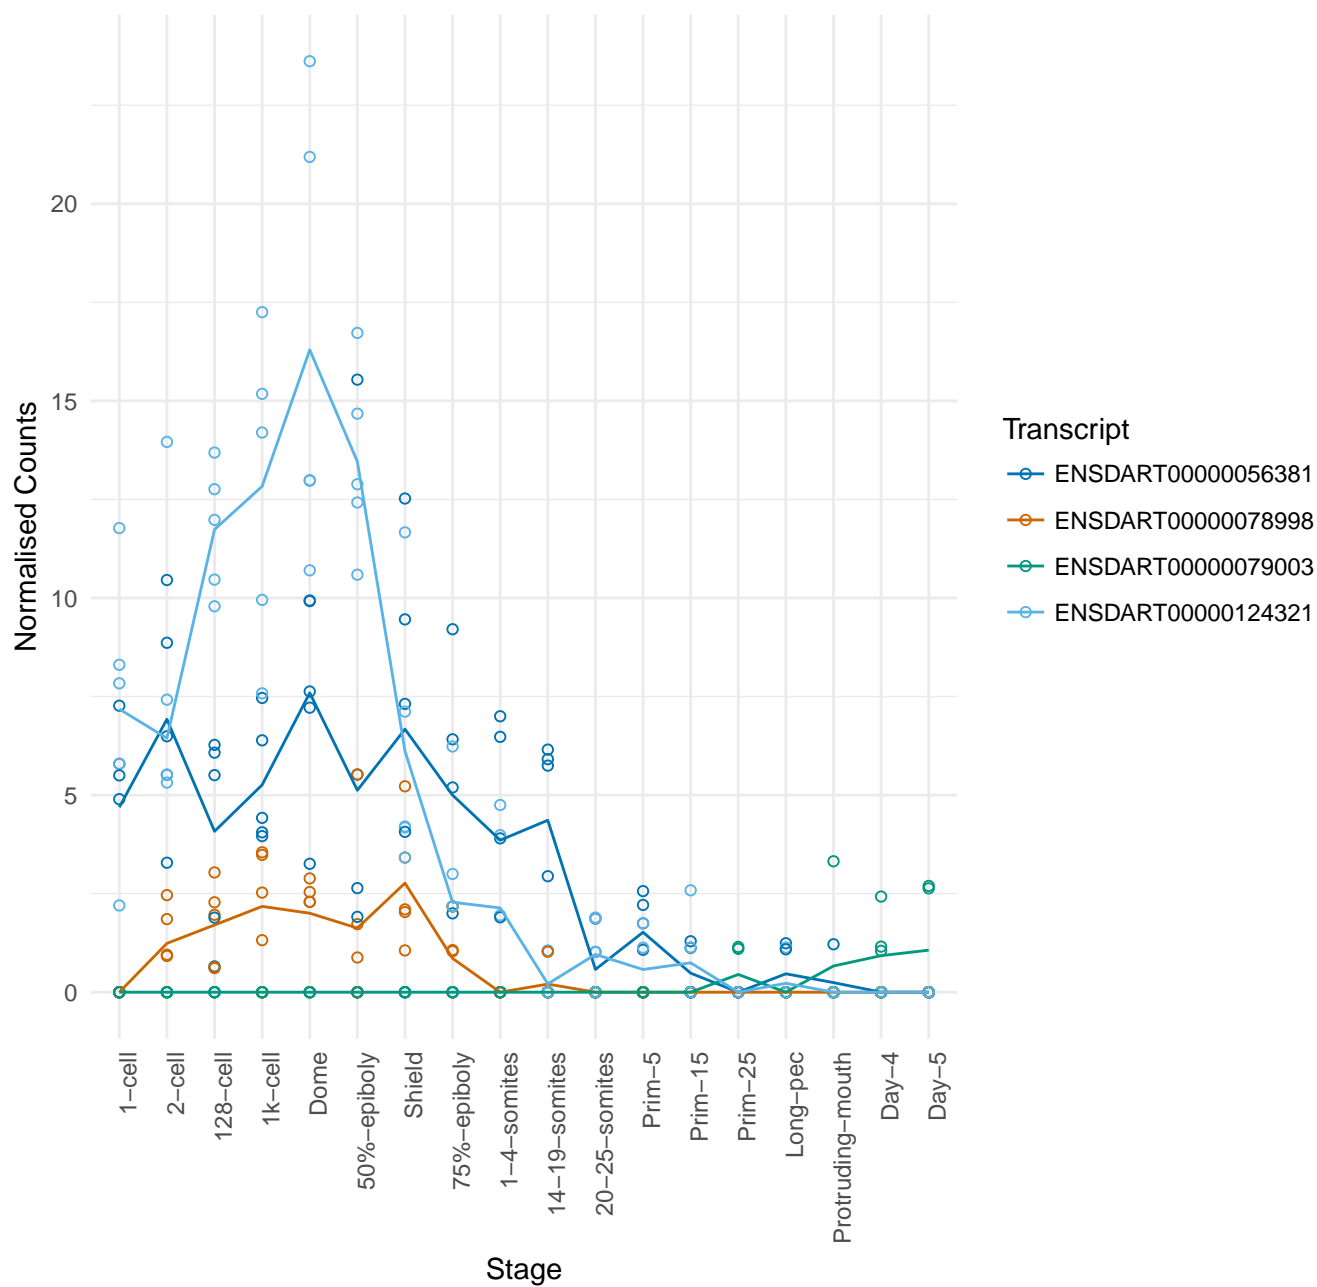 Normalised Counts
20
15
10
5
0
1−cell
2−cell
128−cell
1k−cell
Dome
50%−epiboly
Shield
75%−epiboly
1−4−somites
14−19−somites
20−25−somites
Prim−5
Prim−15
Prim−25
Long−pec
Protruding−mouth
Day−4
Day−5
Stage
Transcript
ENSDART00000056381
ENSDART00000078998
ENSDART00000079003
ENSDART00000124321